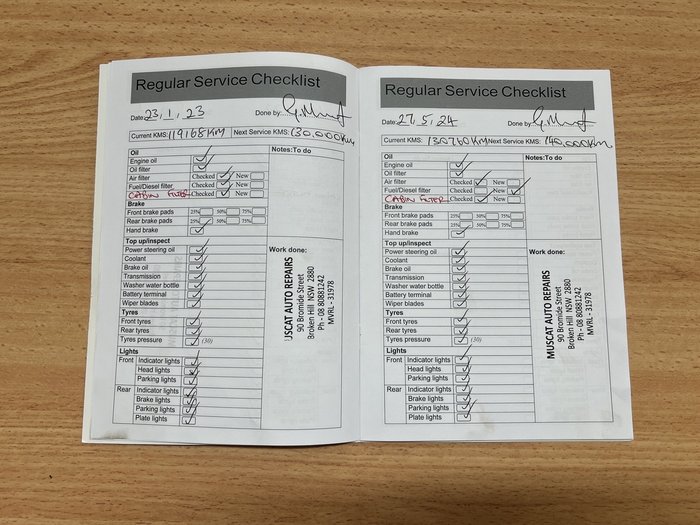 Regular Service Checklist
Date: 23.1.23 Done by:
Current KMS: 119168KM Next Service KMS: 130,000Km
Oil
Notes:To do
Engine oil
Oil filter
Air filter Checked New
Fuel/Diesel filter Checked New
CABIN FILTER Checked New
Brake
Front brake pads 25% 50% 75%
Rear brake pads 25% 50% 75%
Hand brake
Top up/inspect
Power steering oil
Work done:
Coolant
Brake oil
Transmission
Washer water bottle
Battery terminal
Wiper blades
Tyres
Front tyres
Rear tyres
Tyres pressure (30)
Lights
Front Indicator lights
Head lights
Parking lights
Rear Indicator lights
Brake lights
Parking lights
Plate lights
MUSCAT AUTO REPAIRS
90 Bromide Street
Broken Hill NSW 2880
Ph - 08 80881242
MVRL - 31978
Regular Service Checklist
Date: 27.5.24 Done by:
Current KMS: 130760KM Next Service KMS: 140,000Km
Oil
Notes:To do
Engine oil
Oil filter
Air filter Checked New
Fuel/Diesel filter Checked New
CABIN FILTER Checked New
Brake
Front brake pads 25% 50% 75%
Rear brake pads 25% 50% 75%
Hand brake
Top up/inspect
Power steering oil
Work done:
Coolant
Brake oil
Transmission
Washer water bottle
Battery terminal
Wiper blades
Tyres
Front tyres
Rear tyres
Tyres pressure (30)
Lights
Front Indicator lights
Head lights
Parking lights
Rear Indicator lights
Brake lights
Parking lights
Plate lights
MUSCAT AUTO REPAIRS
90 Bromide Street
Broken Hill NSW 2880
Ph - 08 80881242
MVRL - 31978